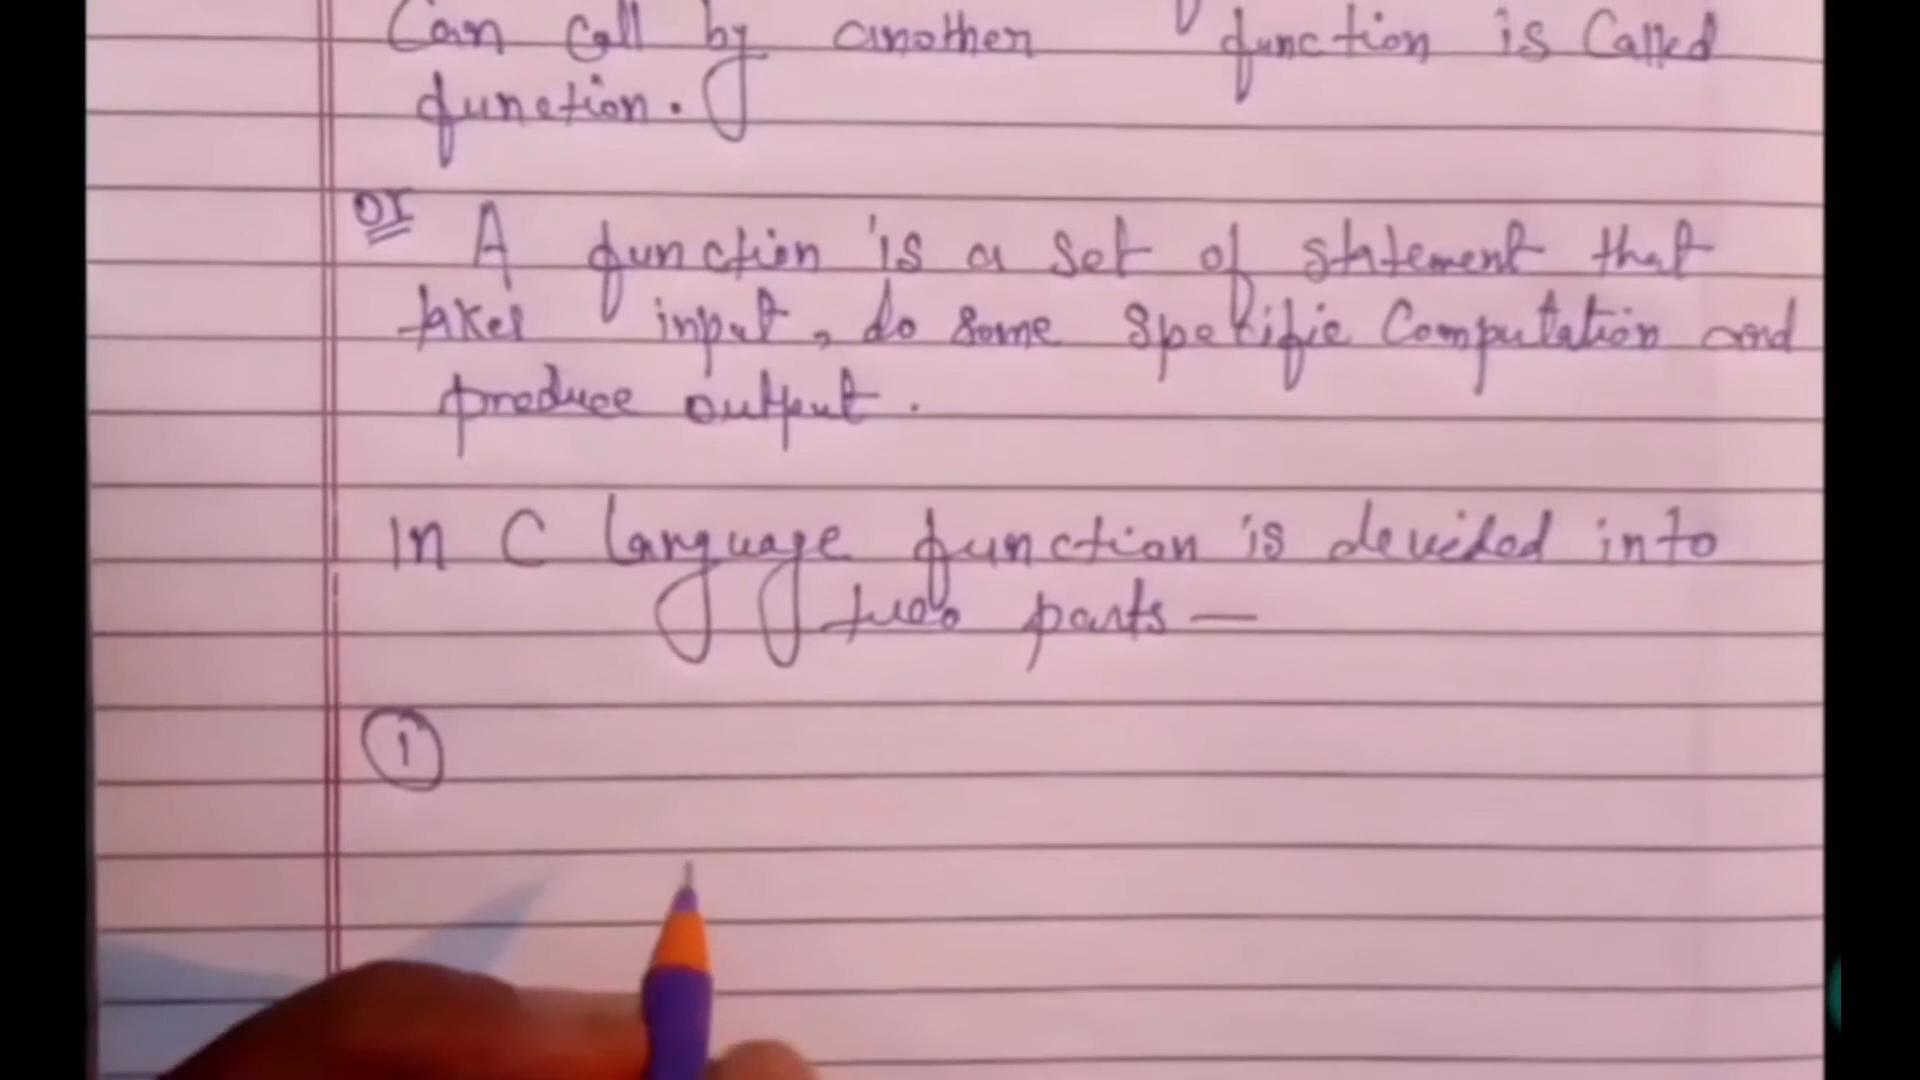 Can call by another function is called
function.
or A function is a set of statement that
takes input, do some spekific computation and
produce output.
In C language function is devided into
two parts —
①